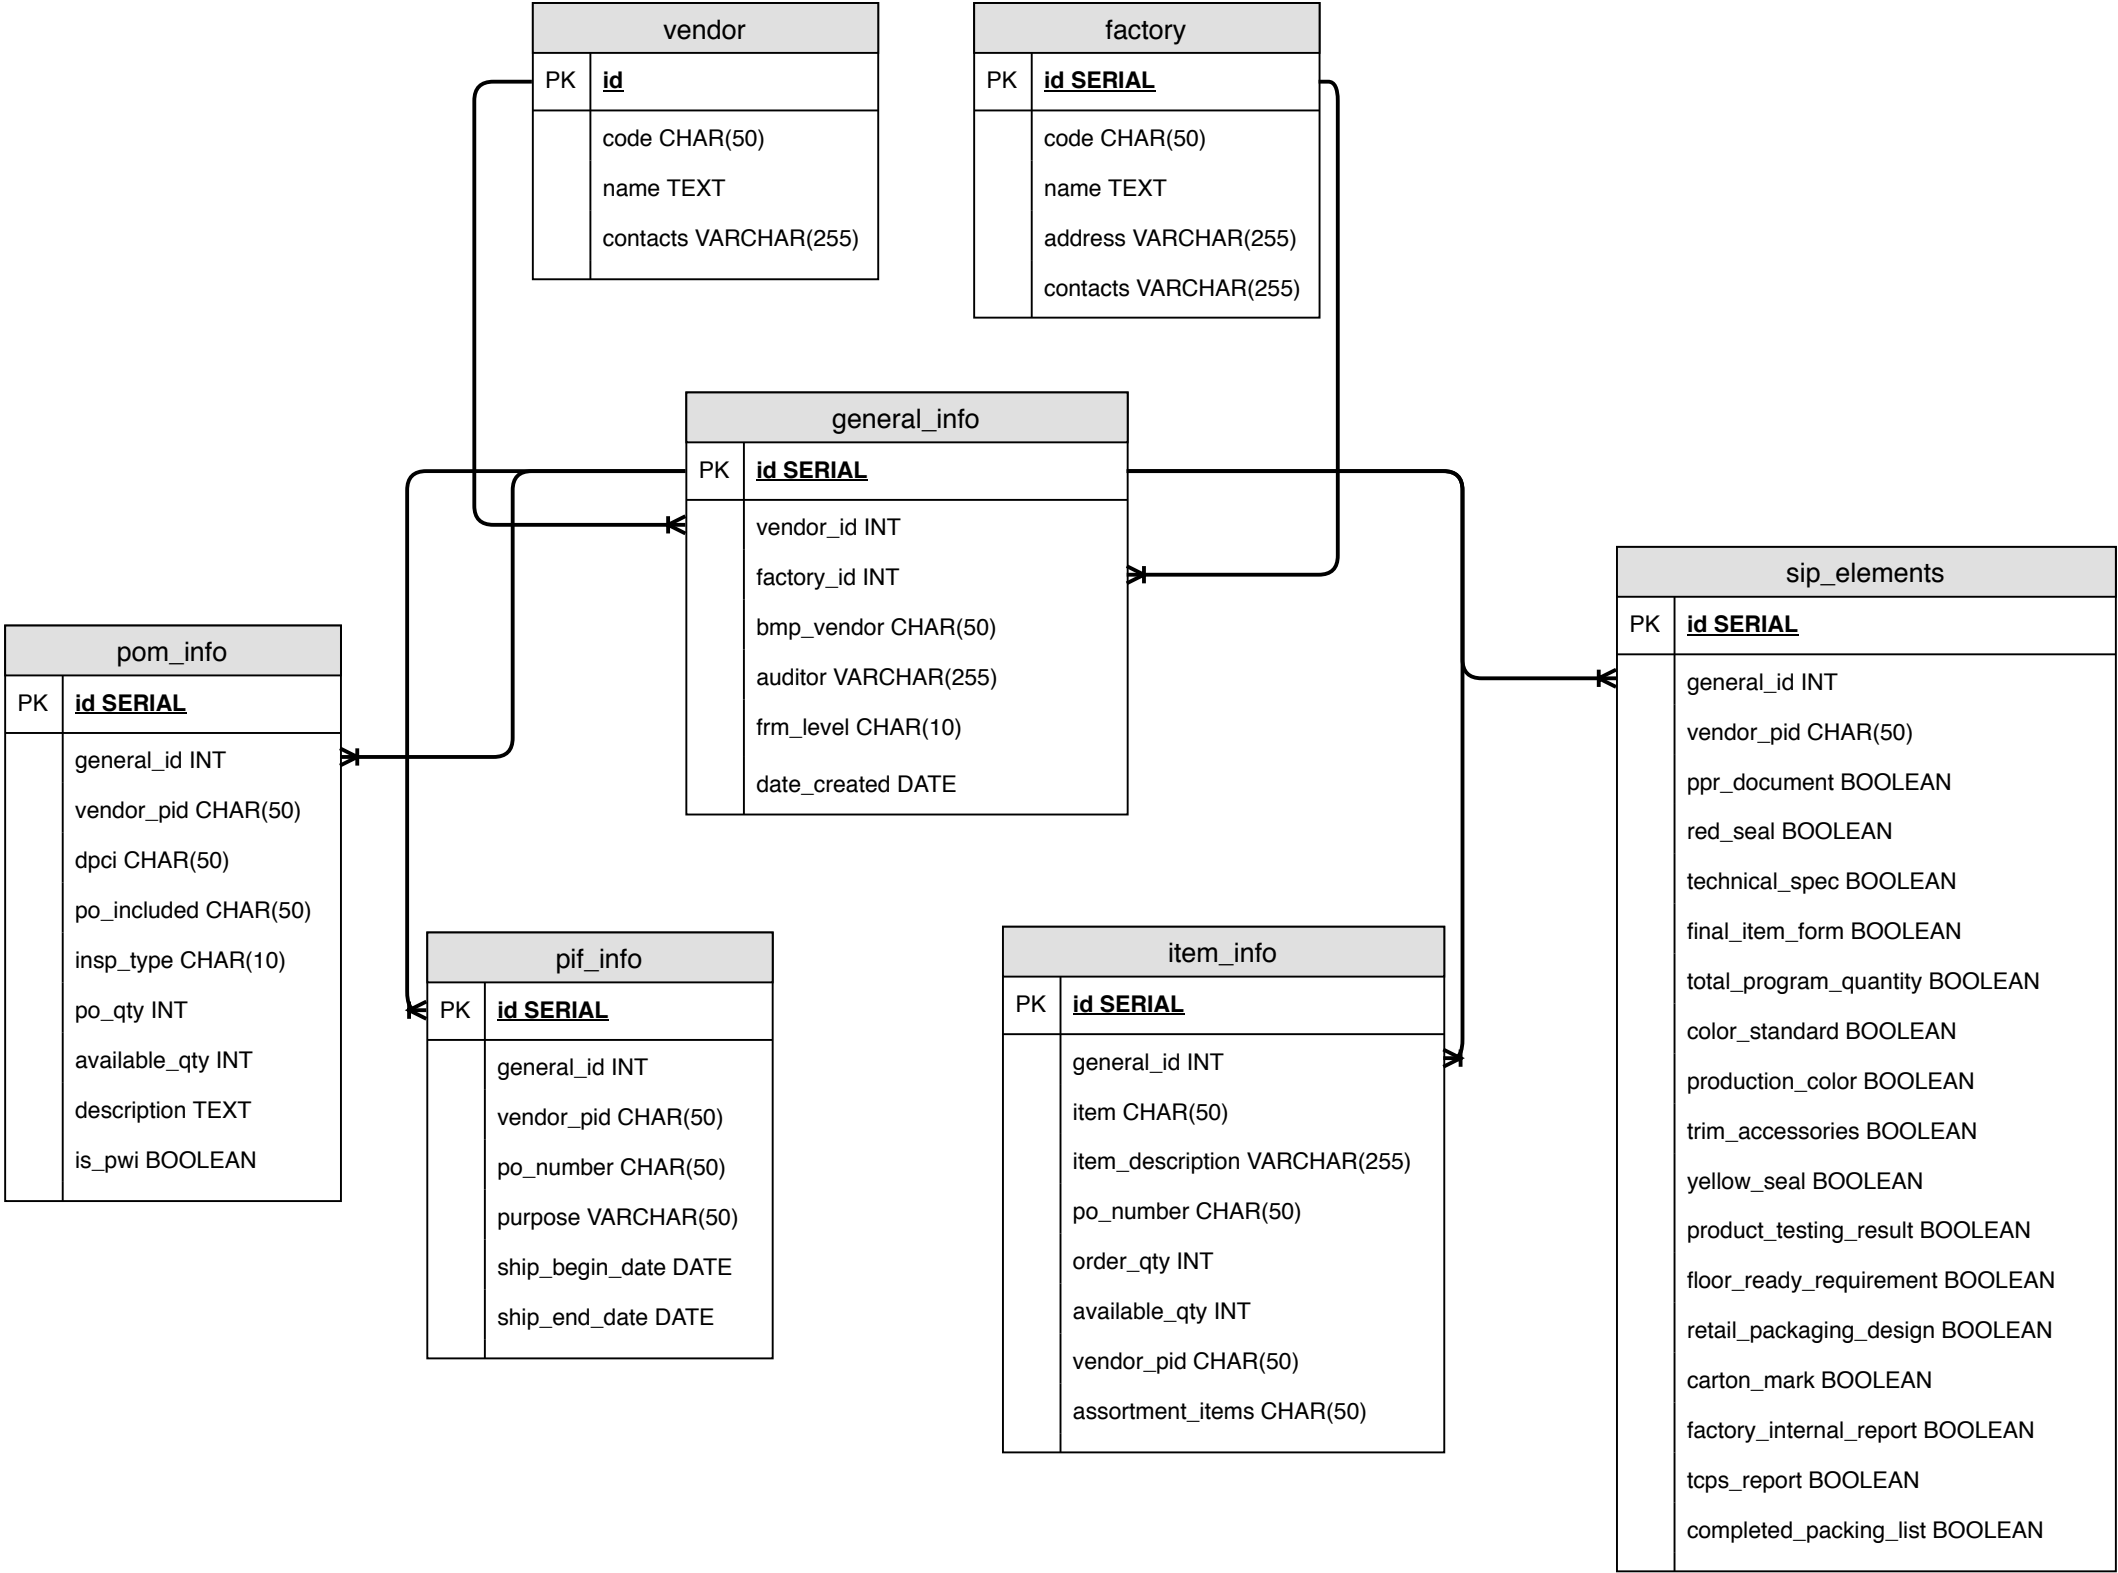 vendor
PK id
code CHAR(50)
name TEXT
contacts VARCHAR(255)
factory
PK id SERIAL
code CHAR(50)
name TEXT
address VARCHAR(255)
contacts VARCHAR(255)
general_info
PK id SERIAL
vendor_id INT
factory_id INT
bmp_vendor CHAR(50)
auditor VARCHAR(255)
frm_level CHAR(10)
date_created DATE
pom_info
PK id SERIAL
general_id INT
vendor_pid CHAR(50)
dpci CHAR(50)
po_included CHAR(50)
insp_type CHAR(10)
po_qty INT
available_qty INT
description TEXT
is_pwi BOOLEAN
pif_info
PK id SERIAL
general_id INT
vendor_pid CHAR(50)
po_number CHAR(50)
purpose VARCHAR(50)
ship_begin_date DATE
ship_end_date DATE
item_info
PK id SERIAL
general_id INT
item CHAR(50)
item_description VARCHAR(255)
po_number CHAR(50)
order_qty INT
available_qty INT
vendor_pid CHAR(50)
assortment_items CHAR(50)
sip_elements
PK id SERIAL
general_id INT
vendor_pid CHAR(50)
ppr_document BOOLEAN
red_seal BOOLEAN
technical_spec BOOLEAN
final_item_form BOOLEAN
total_program_quantity BOOLEAN
color_standard BOOLEAN
production_color BOOLEAN
trim_accessories BOOLEAN
yellow_seal BOOLEAN
product_testing_result BOOLEAN
floor_ready_requirement BOOLEAN
retail_packaging_design BOOLEAN
carton_mark BOOLEAN
factory_internal_report BOOLEAN
tcps_report BOOLEAN
completed_packing_list BOOLEAN